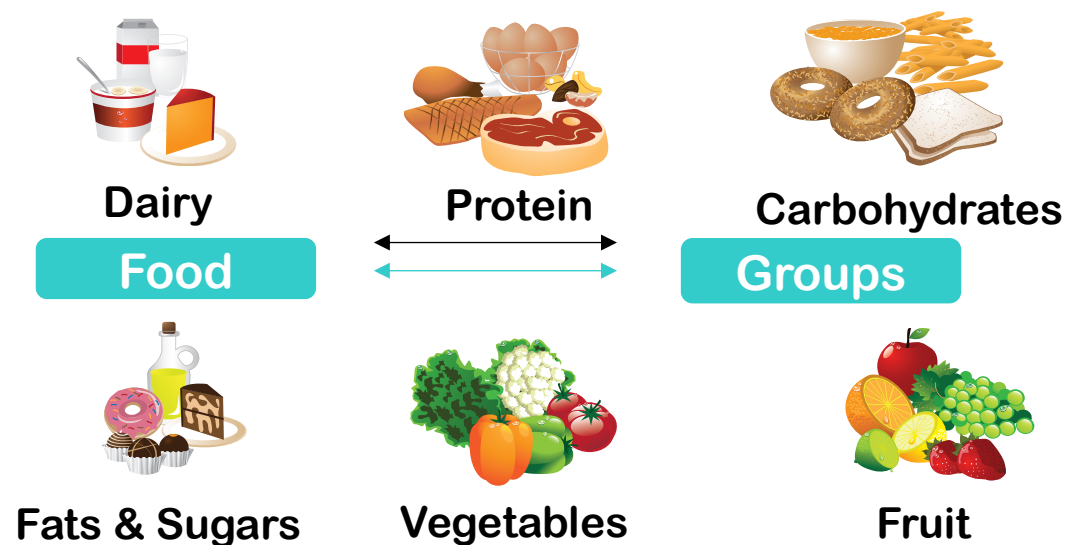 Dairy
Protein
Carbohydrates
Food
Groups
Fats & Sugars
Vegetables
Fruit